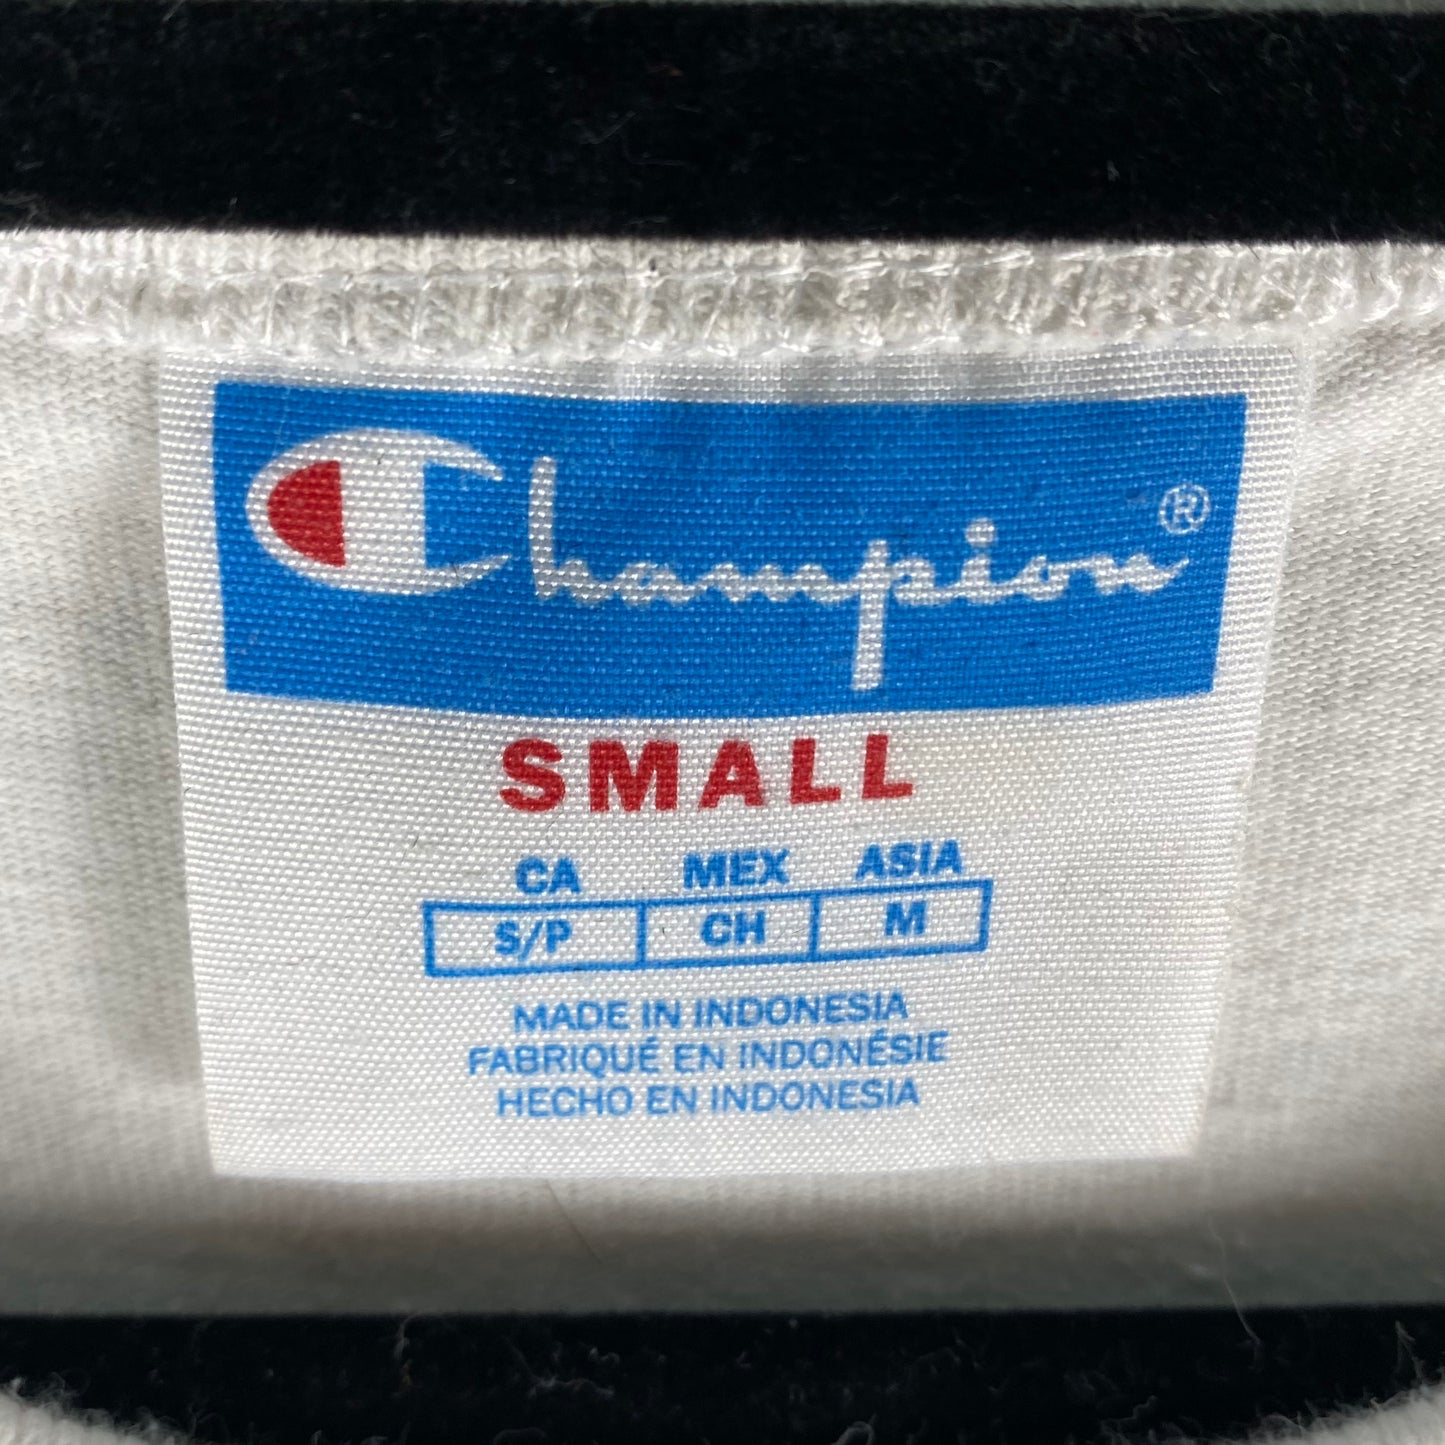 Champion®
SMALL
CA MEX ASIA
S/P CH M
MADE IN INDONESIA
FABRIQUÉ EN INDONÉSIE
HECHO EN INDONESIA